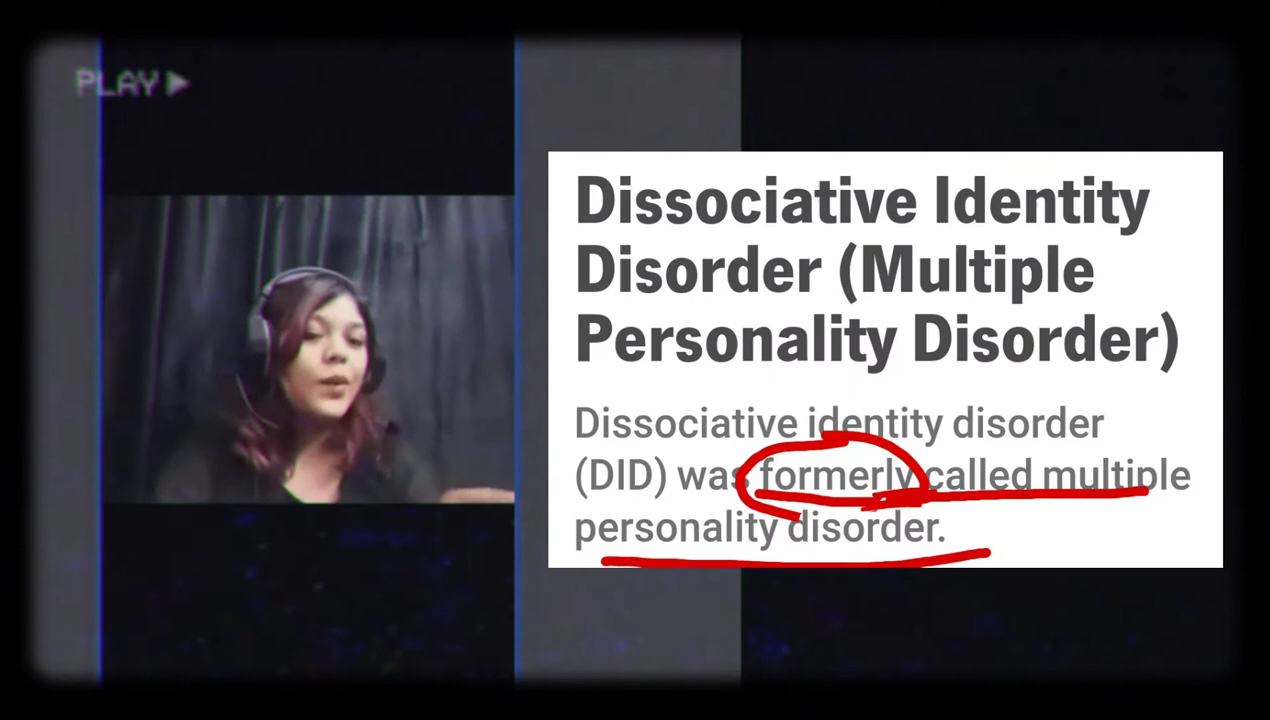 PLAY
Dissociative Identity
Disorder (Multiple
Personality Disorder)
Dissociative identity disorder
(DID) was formerly called multiple
personality disorder.